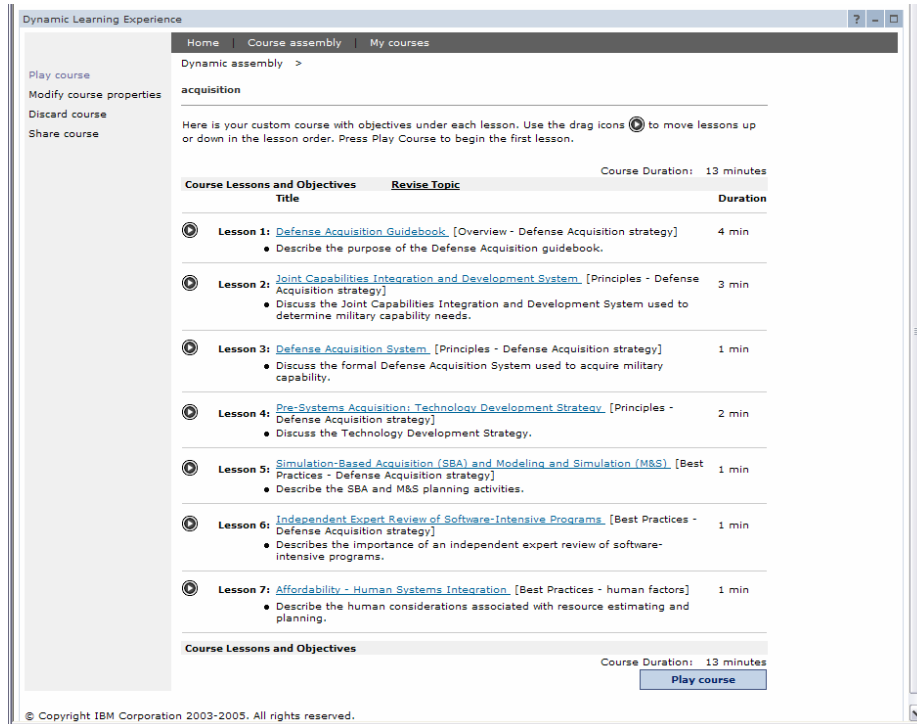 Dynamic Learning Experience ? –
Home | Course assembly | My courses
Play course
Modify course properties
Discard course
Share course
Dynamic assembly >
acquisition
Here is your custom course with objectives under each lesson. Use the drag icons to move lessons up
or down in the lesson order. Press Play Course to begin the first lesson.
Course Duration: 13 minutes
Course Lessons and Objectives Revise Topic
Title Duration
Lesson 1: Defense Acquisition Guidebook [Overview - Defense Acquisition strategy] 4 min
• Describe the purpose of the Defense Acquisition guidebook.
Lesson 2: Joint Capabilities Integration and Development System [Principles - Defense
Acquisition strategy] 3 min
• Discuss the Joint Capabilities Integration and Development System used to
determine military capability needs.
Lesson 3: Defense Acquisition System [Principles - Defense Acquisition strategy] 1 min
• Discuss the formal Defense Acquisition System used to acquire military
capability.
Lesson 4: Pre-Systems Acquisition: Technology Development Strategy [Principles -
Defense Acquisition strategy] 2 min
• Discuss the Technology Development Strategy.
Lesson 5: Simulation-Based Acquisition (SBA) and Modeling and Simulation (M&S) [Best
Practices - Defense Acquisition strategy] 1 min
• Describe the SBA and M&S planning activities.
Lesson 6: Independent Expert Review of Software-Intensive Programs [Best Practices -
Defense Acquisition strategy] 1 min
• Describes the importance of an independent expert review of software-
intensive programs.
Lesson 7: Affordability - Human Systems Integration [Best Practices - human factors] 1 min
• Describe the human considerations associated with resource estimating and
planning.
Course Lessons and Objectives
Course Duration: 13 minutes
Play course
© Copyright IBM Corporation 2003-2005. All rights reserved.